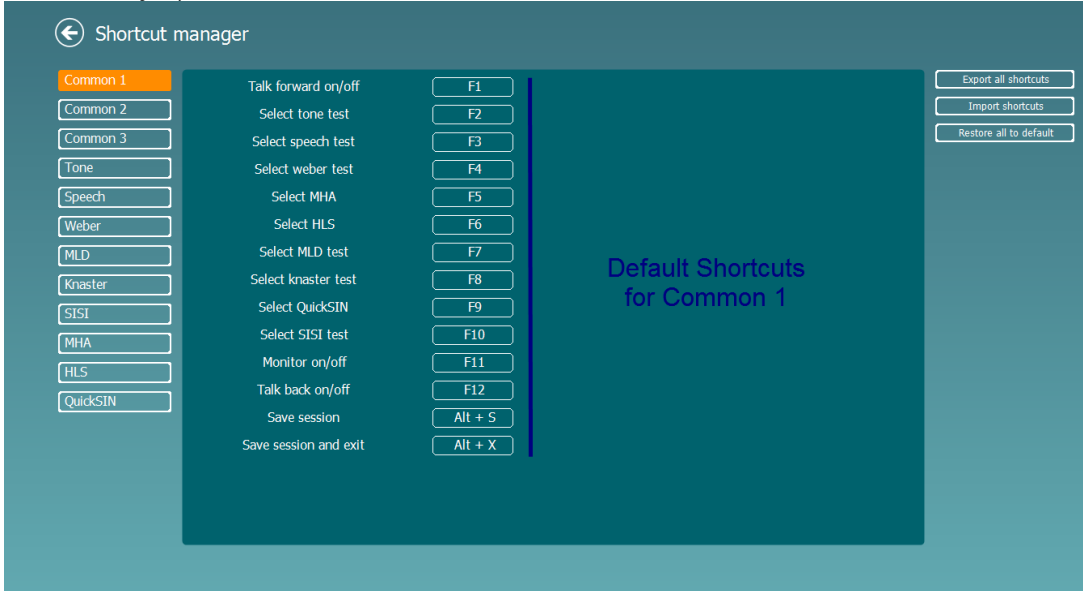 Shortcut manager
Common 1
Common 2
Common 3
Tone
Speech
Weber
MLD
Knaster
SISI
MHA
HLS
QuickSIN
Talk forward on/off F1
Select tone test F2
Select speech test F3
Select weber test F4
Select MHA F5
Select HLS F6
Select MLD test F7
Select knaster test F8
Select QuickSIN F9
Select SISI test F10
Monitor on/off F11
Talk back on/off F12
Save session Alt + S
Save session and exit Alt + X
Default Shortcuts
for Common 1
Export all shortcuts
Import shortcuts
Restore all to default